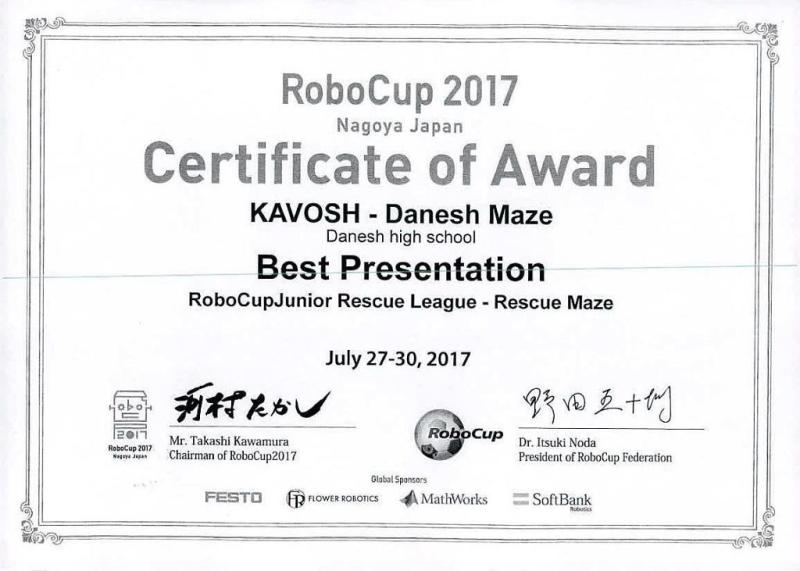 RoboCup 2017
Nagoya Japan
Certificate of Award
KAVOSH - Danesh Maze
Danesh high school
Best Presentation
RoboCupJunior Rescue League - Rescue Maze
July 27-30, 2017
河村たかし
野田五十樹
2017
RoboCup 2017
Nagoya Japan
Mr. Takashi Kawamura
Chairman of RoboCup2017
RoboCup
Dr. Itsuki Noda
President of RoboCup Federation
Global Sponsors
FESTO
FR FLOWER ROBOTICS
MathWorks
SoftBank
Robotics